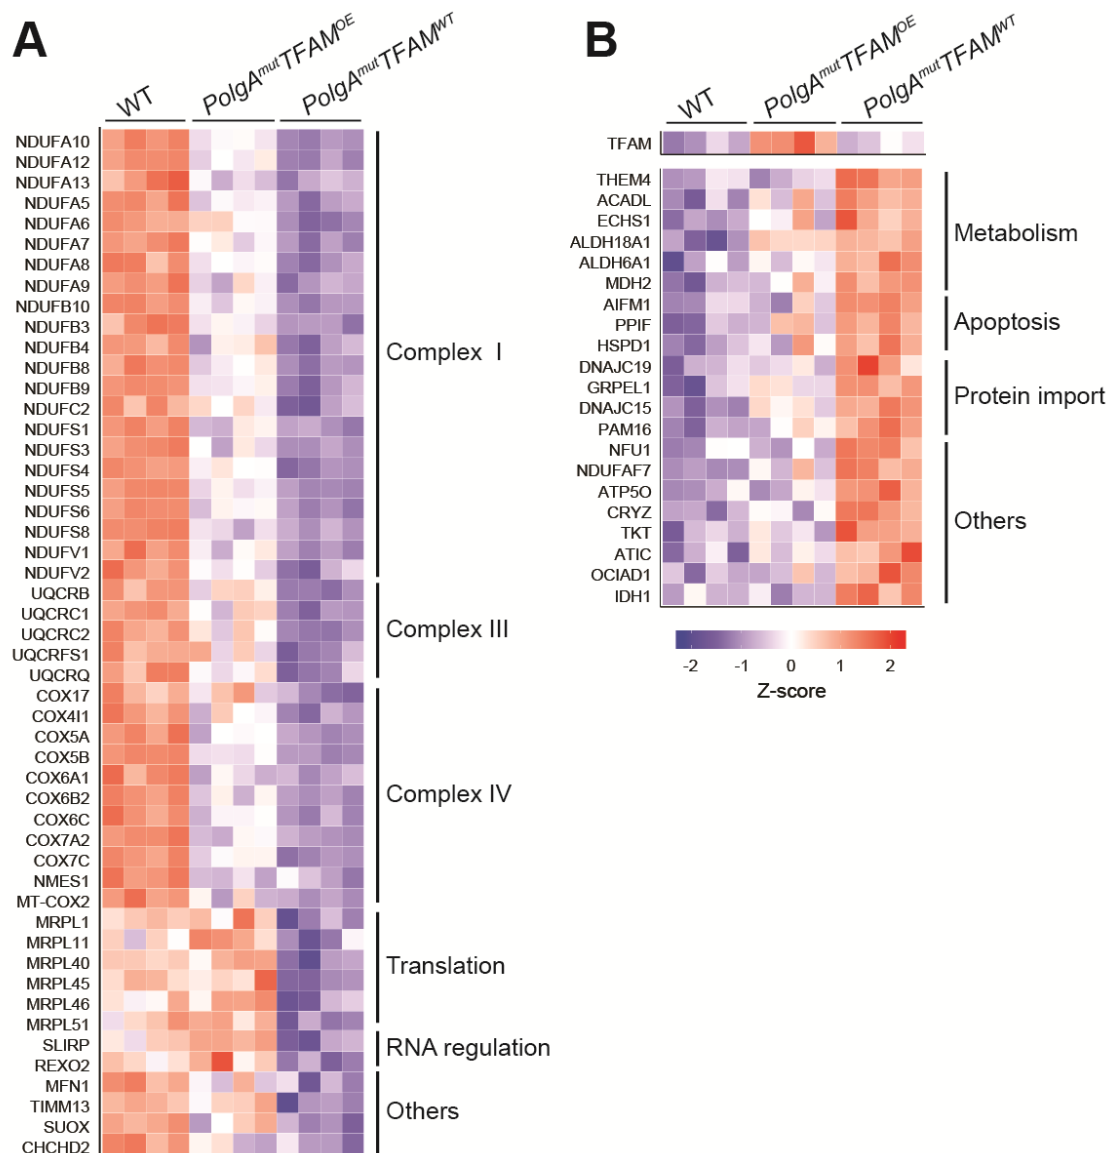 A
WT
PolgA^mut TFAM^OE
PolgA^mut TFAM^WT
NDUFA10
NDUFA12
NDUFA13
NDUFA5
NDUFA6
NDUFA7
NDUFA8
NDUFA9
NDUFB10
NDUFB3
NDUFB4
NDUFB8
NDUFB9
NDUFC2
NDUFS1
NDUFS3
NDUFS4
NDUFS5
NDUFS6
NDUFS8
NDUFV1
NDUFV2
Complex I
UQCRB
UQCRC1
UQCRC2
UQCRFS1
UQCRQ
Complex III
COX17
COX4I1
COX5A
COX5B
COX6A1
COX6B2
COX6C
COX7A2
COX7C
NMES1
MT-COX2
Complex IV
MRPL1
MRPL11
MRPL40
MRPL45
MRPL46
MRPL51
Translation
SLIRP
REXO2
RNA regulation
MFN1
TIMM13
SUOX
CHCHD2
Others
B
WT
PolgA^mut TFAM^OE
PolgA^mut TFAM^WT
TFAM
THEM4
ACADL
ECHS1
ALDH18A1
ALDH6A1
MDH2
Metabolism
AIFM1
PPIF
HSPD1
Apoptosis
DNAJC19
GRPEL1
DNAJC15
PAM16
Protein import
NFU1
NDUFAF7
ATP5O
CRYZ
TKT
ATIC
OCIAD1
IDH1
Others
-2 -1 0 1 2
Z-score